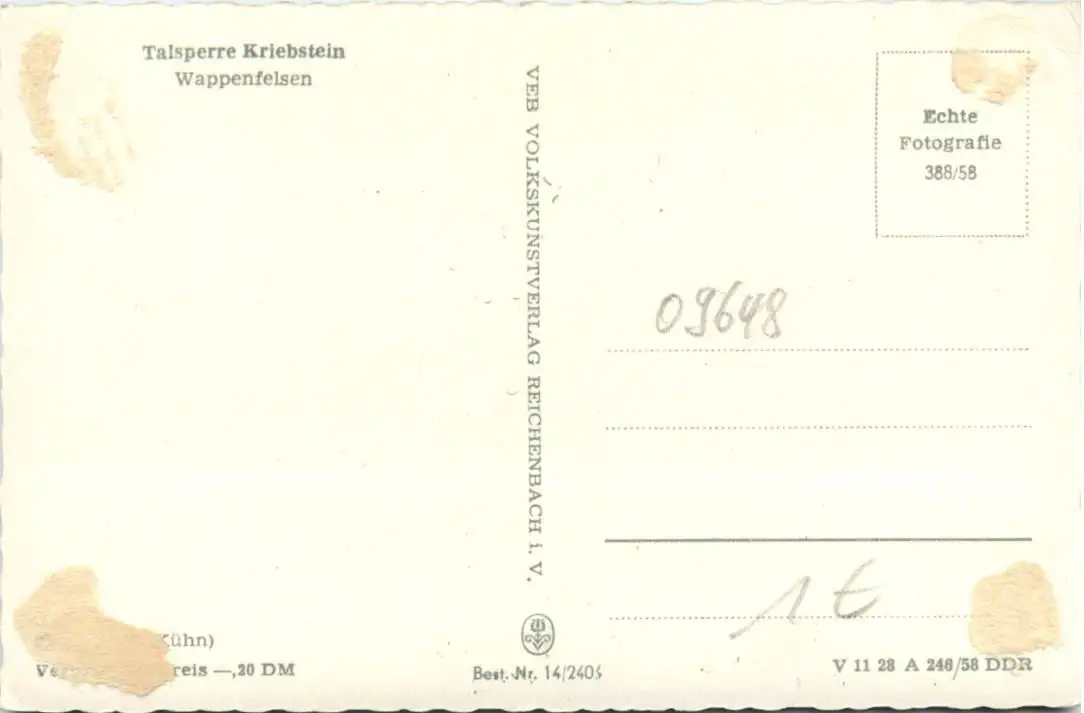 Talsperre Kriebstein
Wappenfelsen
VEB VOLKSKUNSTVERLAG REICHENBACH i. V.
Echte
Fotografie
388/58
09648
1 €
Kühn)
reis —,20 DM
Best. Nr. 14/240
V 11 28 A 246/58 DDR